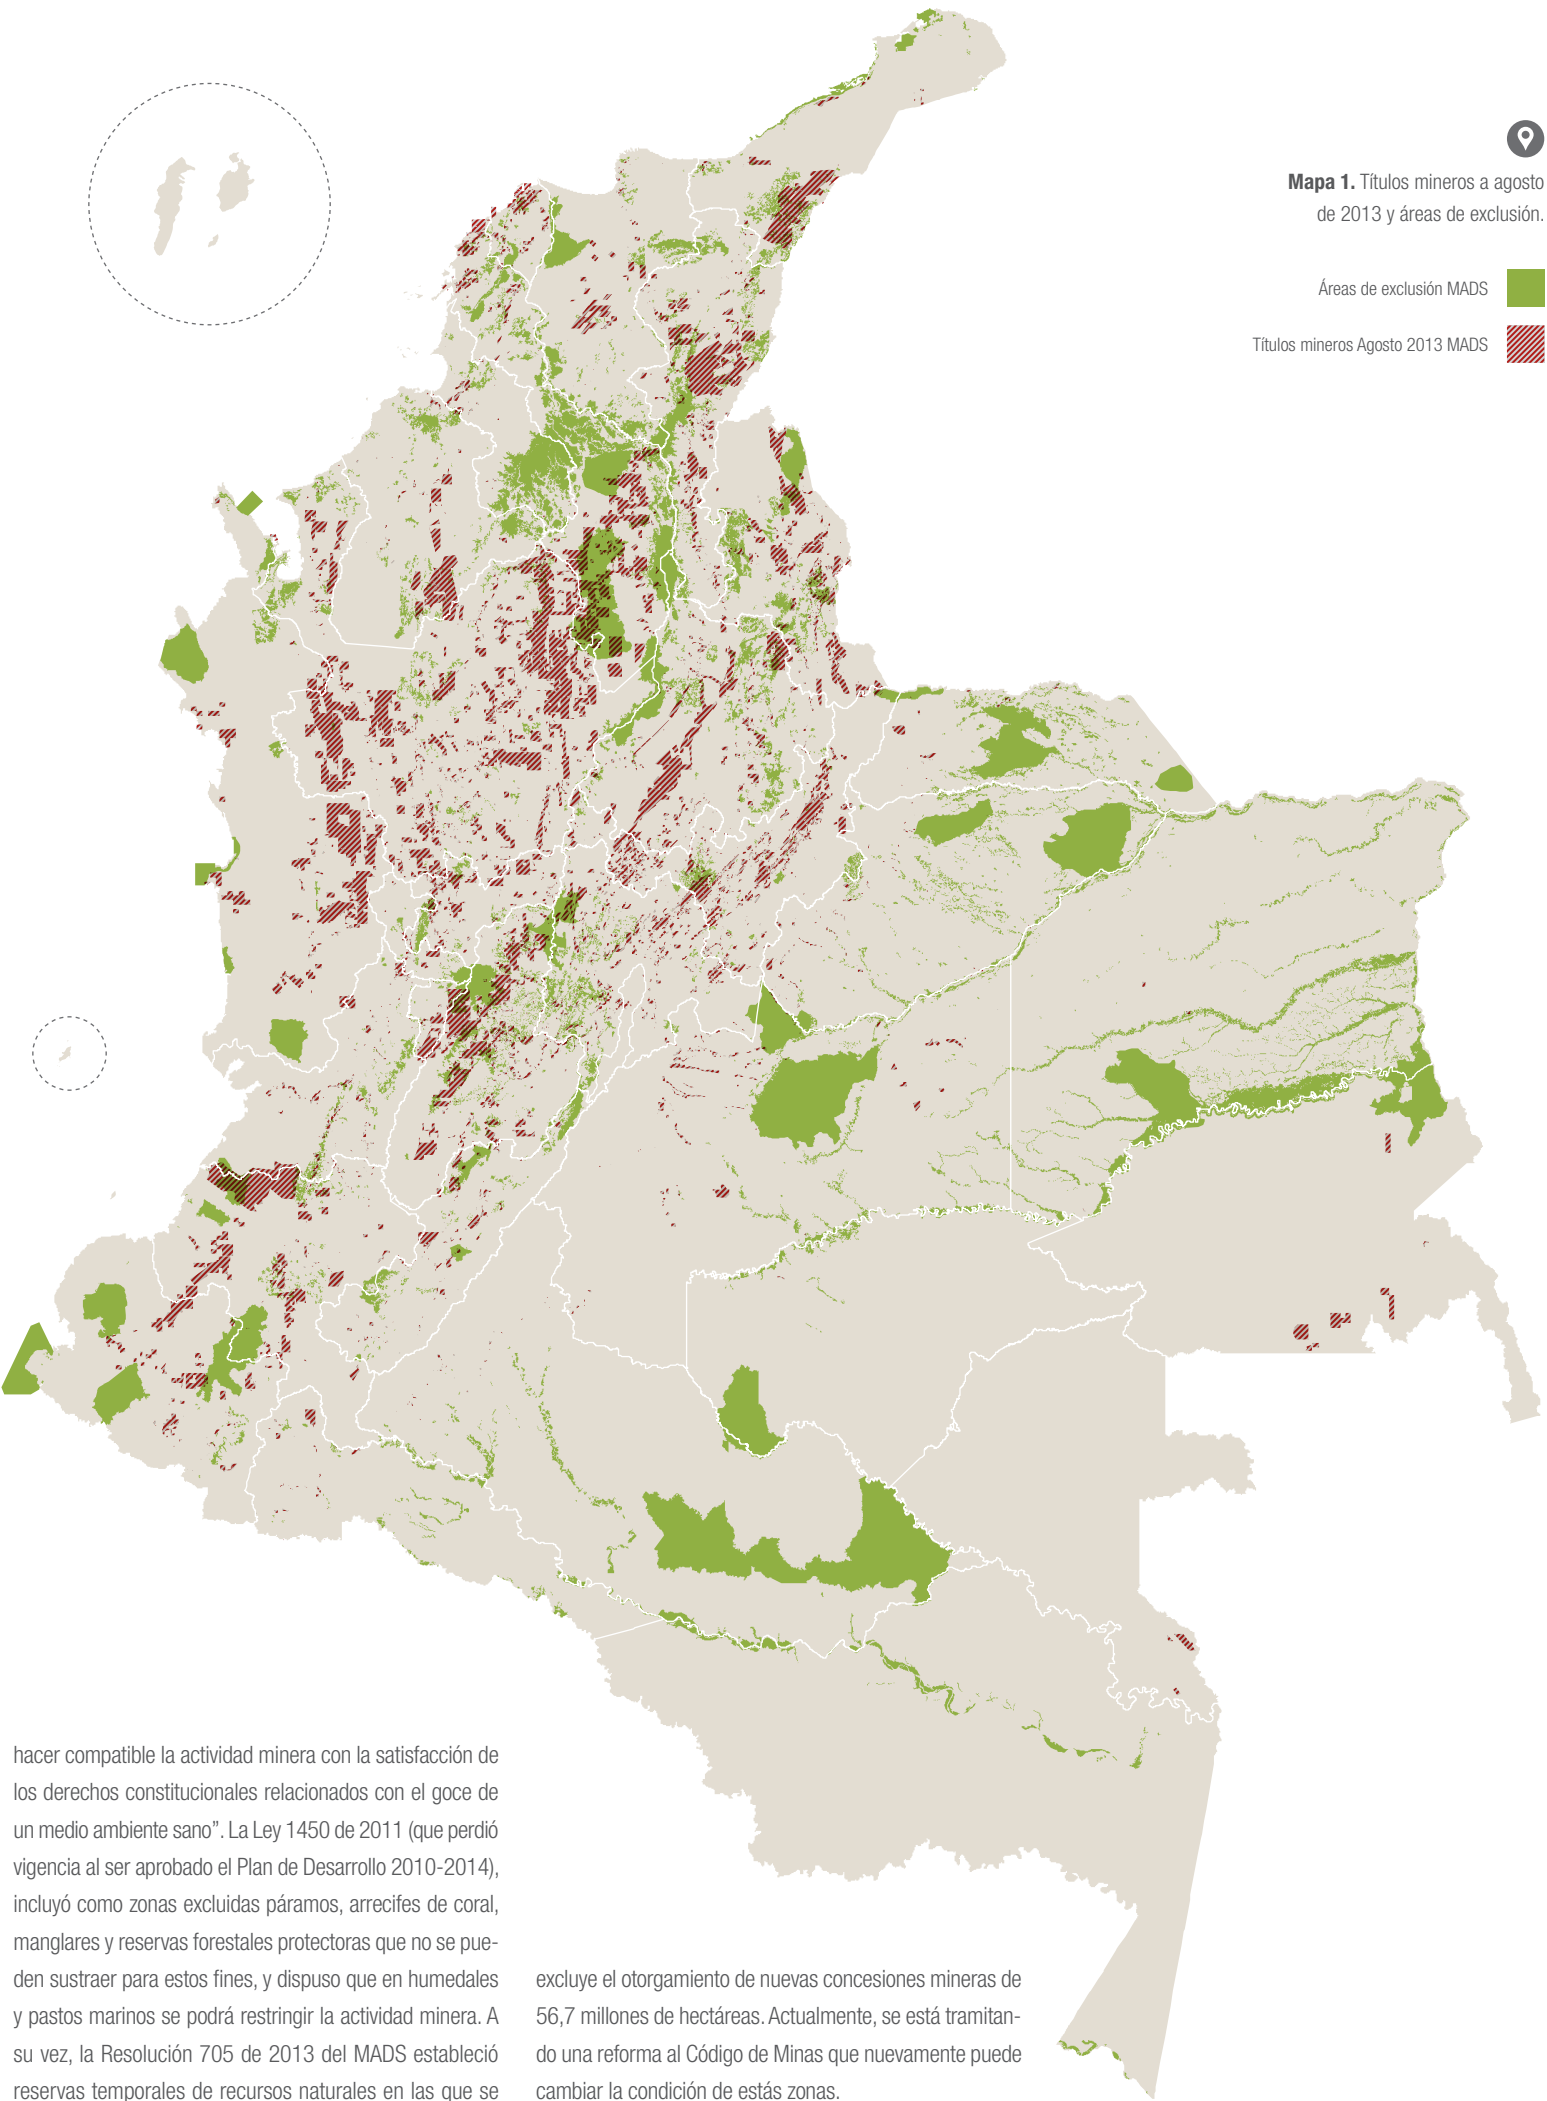 Mapa 1. Títulos mineros a agosto
de 2013 y áreas de exclusión.
Áreas de exclusión MADS
Títulos mineros Agosto 2013 MADS
hacer compatible la actividad minera con la satisfacción de
los derechos constitucionales relacionados con el goce de
un medio ambiente sano”. La Ley 1450 de 2011 (que perdió
vigencia al ser aprobado el Plan de Desarrollo 2010-2014),
incluyó como zonas excluidas páramos, arrecifes de coral,
manglares y reservas forestales protectoras que no se pue-
den sustraer para estos fines, y dispuso que en humedales
y pastos marinos se podrá restringir la actividad minera. A
su vez, la Resolución 705 de 2013 del MADS estableció
reservas temporales de recursos naturales en las que se
excluye el otorgamiento de nuevas concesiones mineras de
56,7 millones de hectáreas. Actualmente, se está tramitan-
do una reforma al Código de Minas que nuevamente puede
cambiar la condición de estás zonas.